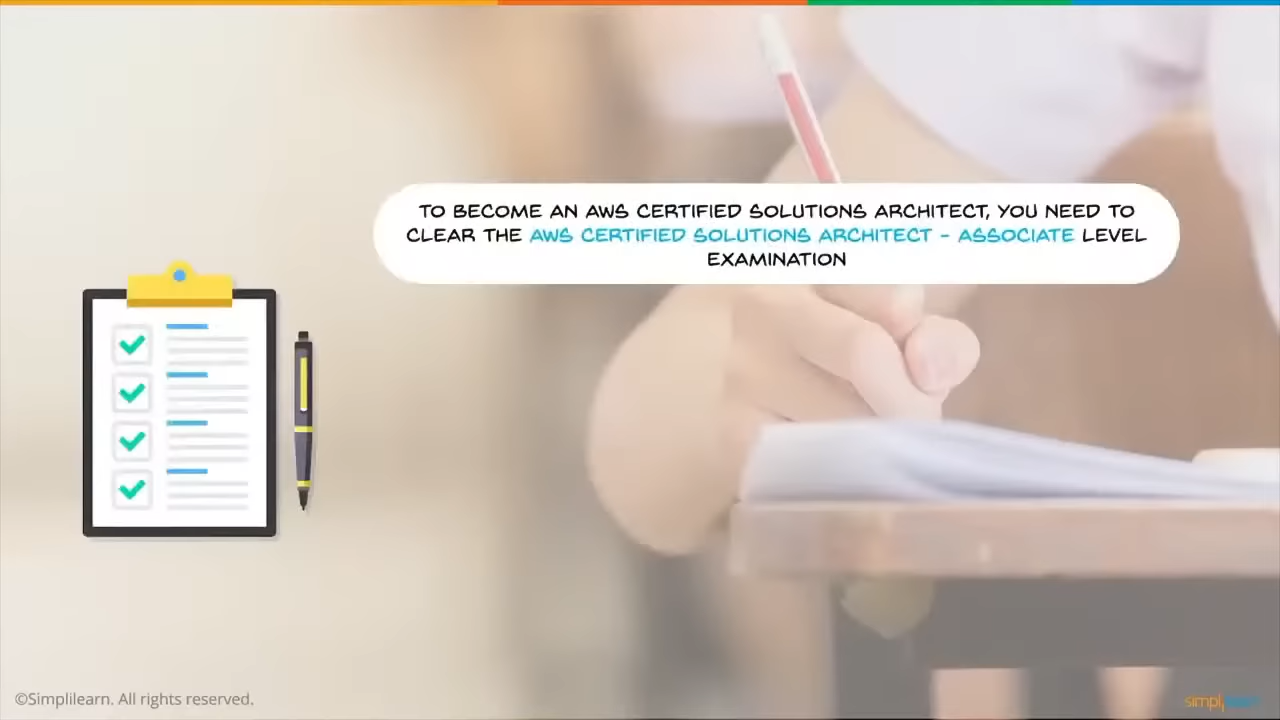 TO BECOME AN AWS CERTIFIED SOLUTIONS ARCHITECT, YOU NEED TO
CLEAR THE AWS CERTIFIED SOLUTIONS ARCHITECT - ASSOCIATE LEVEL
EXAMINATION
©Simplilearn. All rights reserved.
simplilearn